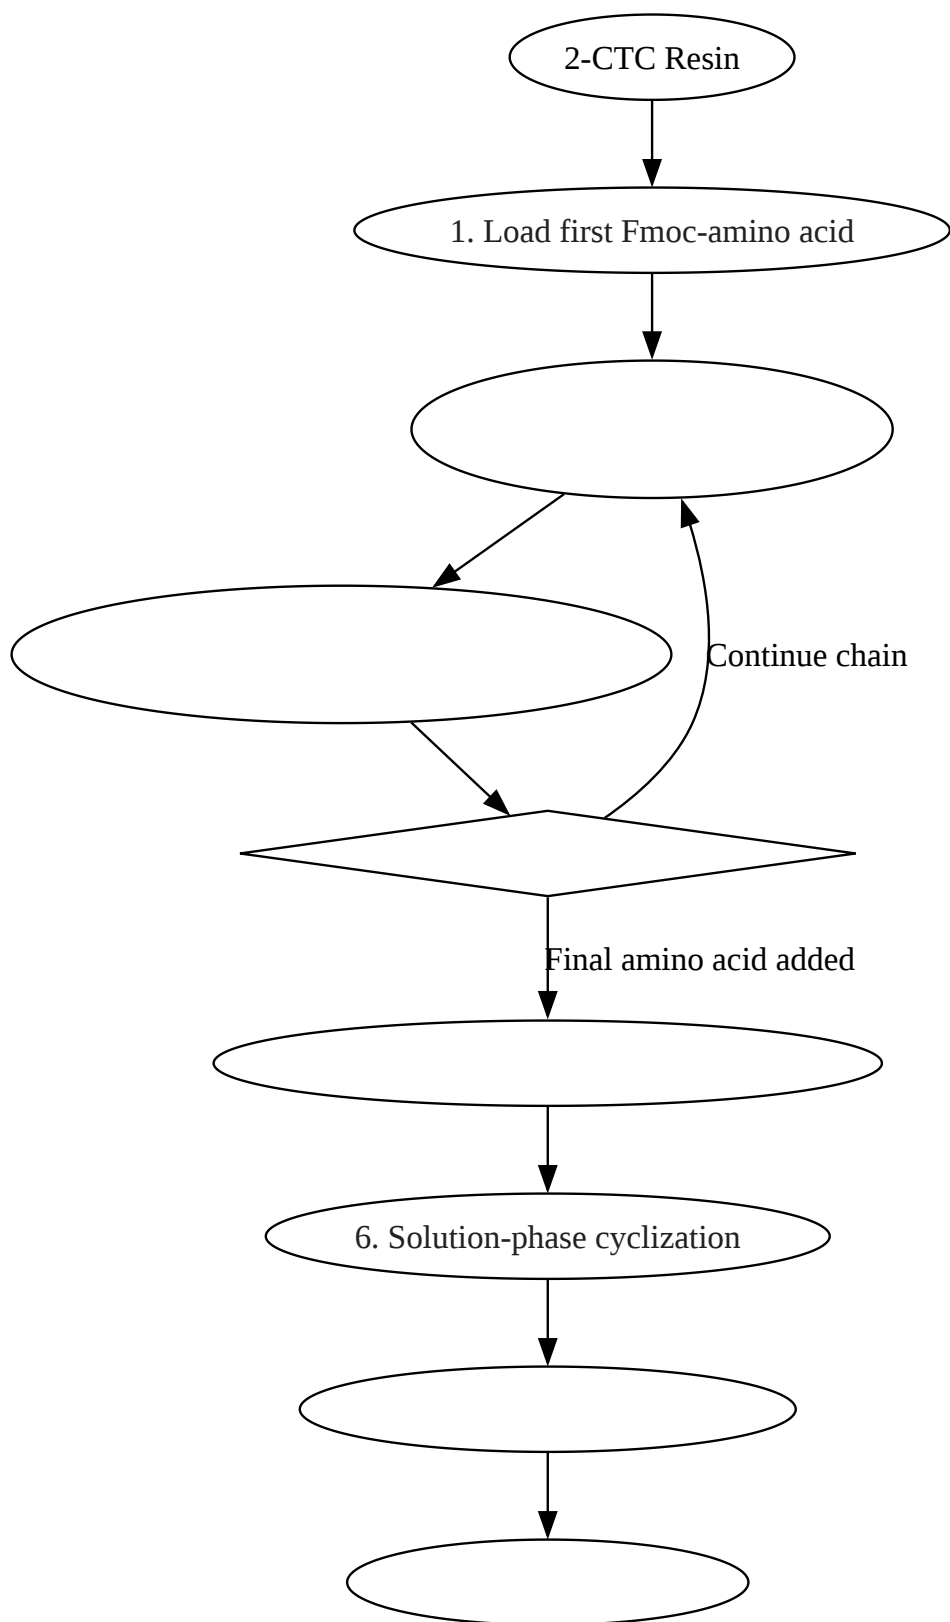 2-CTC Resin
1. Load first Fmoc-amino acid
Continue chain
Final amino acid added
6. Solution-phase cyclization